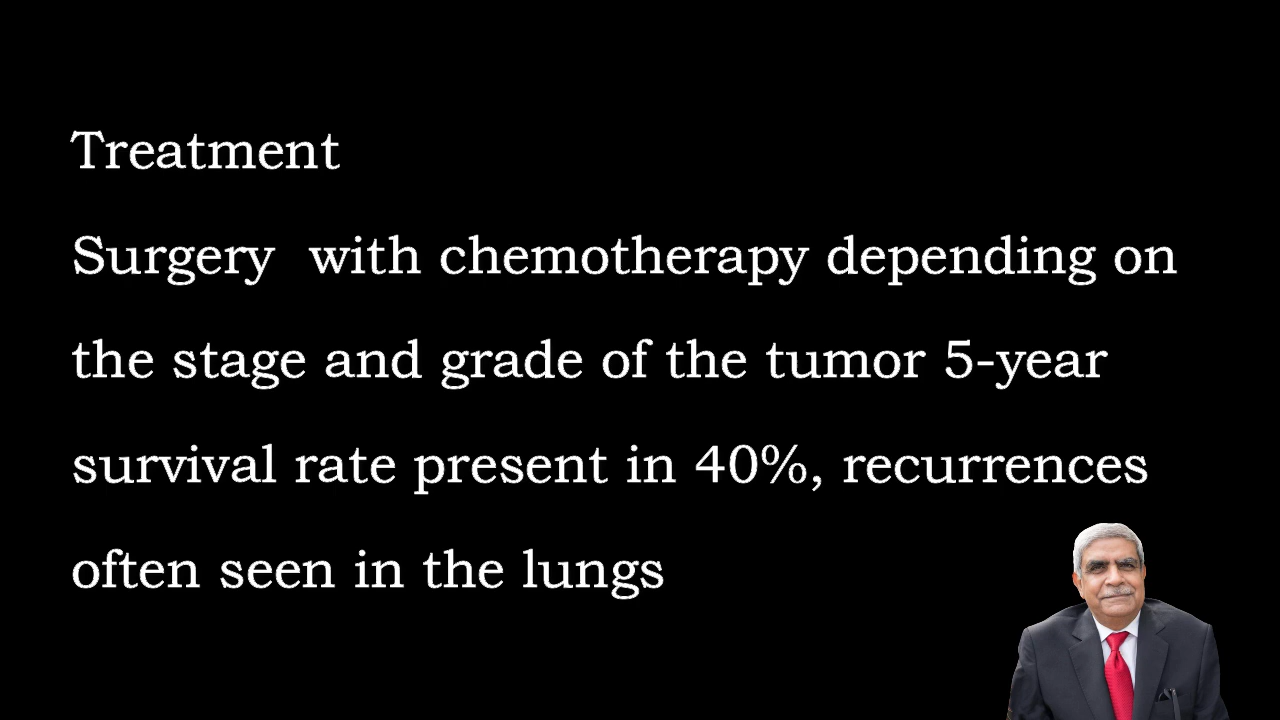 Treatment
Surgery  with chemotherapy depending on
the stage and grade of the tumor 5-year
survival rate present in 40%, recurrences
often seen in the lungs